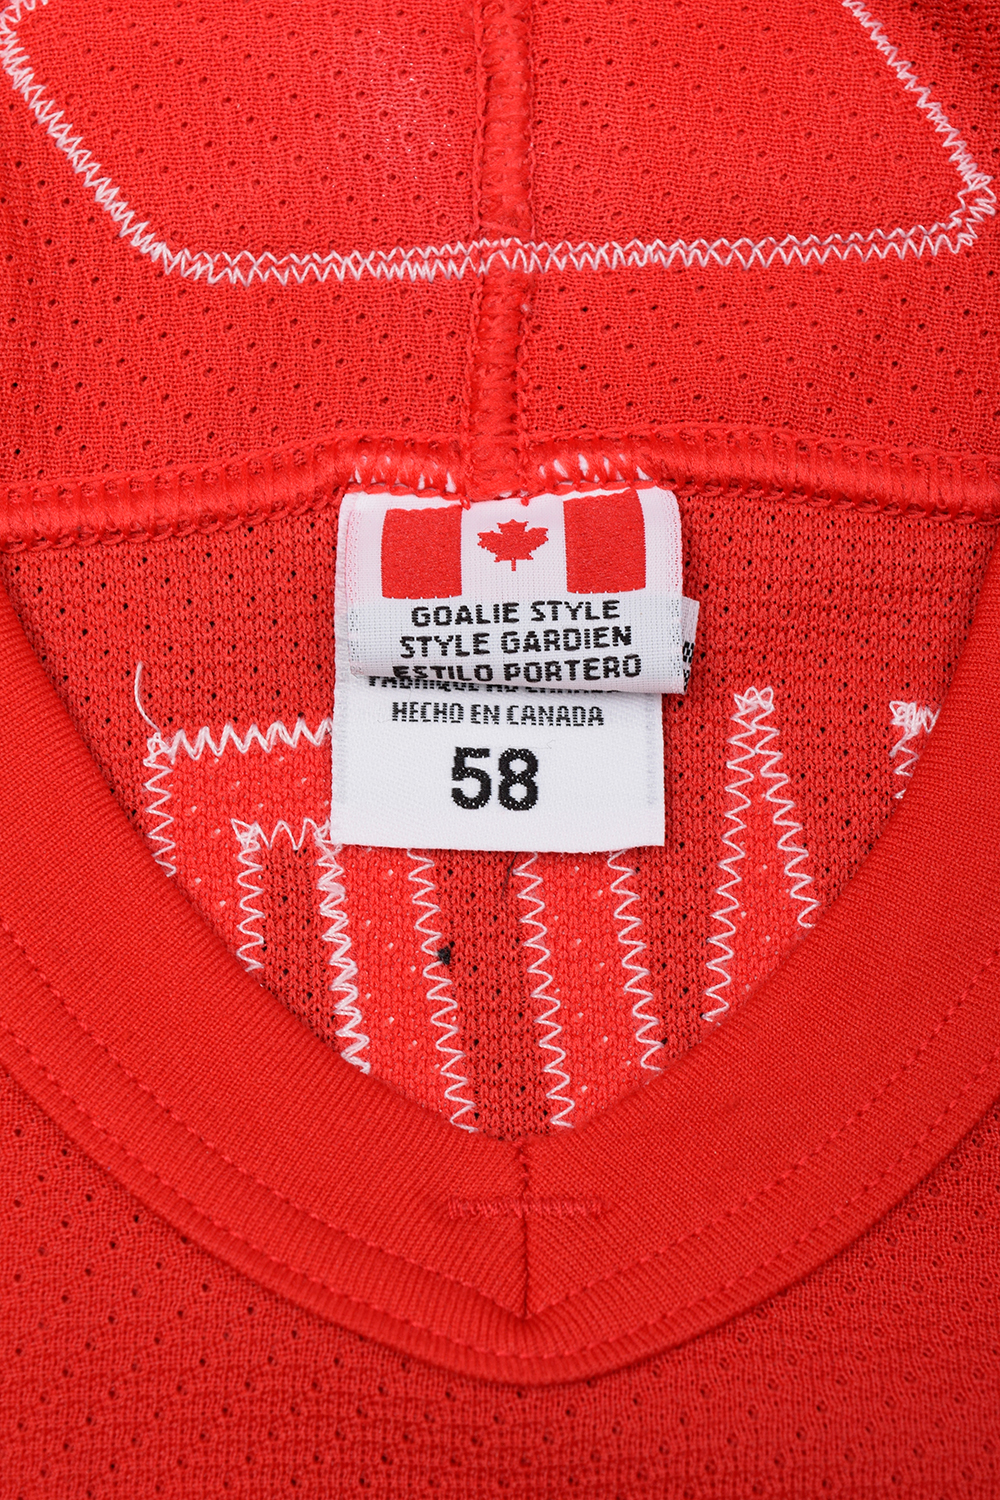 GOALIE STYLE
STYLE GARDIEN
ESTILO PORTERO
HECHO EN CANADA
58